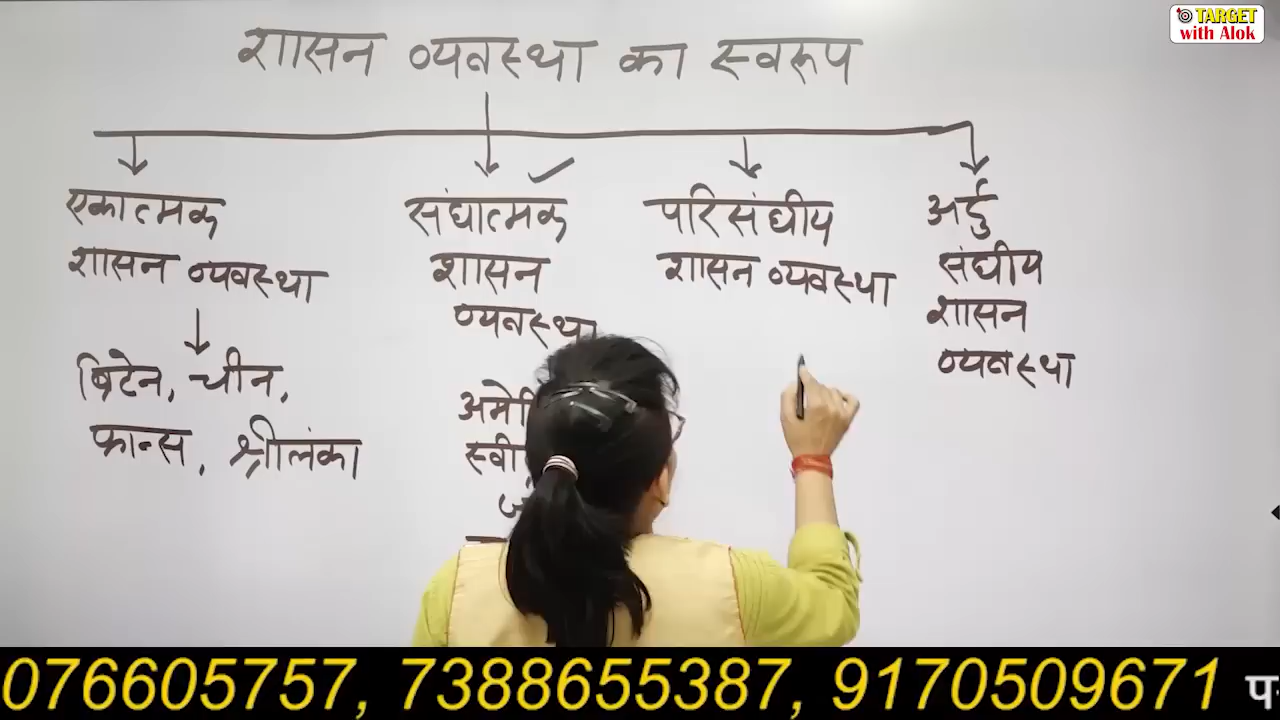 TARGET
with Alok
शासन व्यवस्था का स्वरूप
एकात्मक
शासन व्यवस्था
ब्रिटेन, चीन,
फ्रान्स, श्रीलंका
संघात्मक
शासन
व्यवस्था
परिसंघीय
शासन व्यवस्था
अर्द्ध
संघीय
शासन
व्यवस्था
076605757, 7388655387, 9170509671